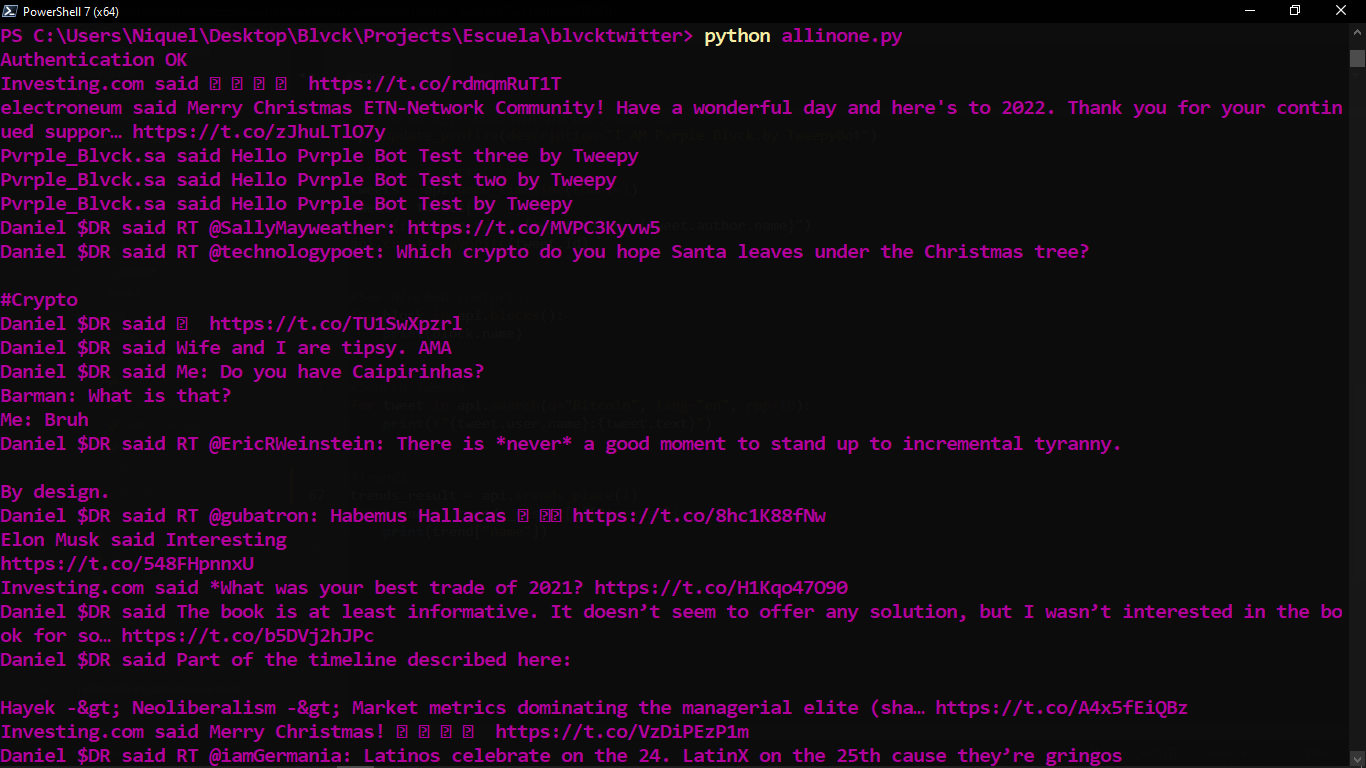 PowerShell 7 (x64)
PS C:\Users\Niquel\Desktop\Blvck\Projects\Escuela\blvcktwitter> python allinone.py
Authentication OK
Investing.com said https://t.co/rdmqmRuT1T
electroneum said Merry Christmas ETN-Network Community! Have a wonderful day and here's to 2022. Thank you for your contin
ued suppor… https://t.co/zJhuLTlO7y
Pvrple_Blvck.sa said Hello Pvrple Bot Test three by Tweepy
Pvrple_Blvck.sa said Hello Pvrple Bot Test two by Tweepy
Pvrple_Blvck.sa said Hello Pvrple Bot Test by Tweepy
Daniel $DR said RT @SallyMayweather: https://t.co/MVPC3Kyvw5
Daniel $DR said RT @technologypoet: Which crypto do you hope Santa leaves under the Christmas tree?
#Crypto
Daniel $DR said https://t.co/TU1SwXpzrl
Daniel $DR said Wife and I are tipsy. AMA
Daniel $DR said Me: Do you have Caipirinhas?
Barman: What is that?
Me: Bruh
Daniel $DR said RT @EricRWeinstein: There is *never* a good moment to stand up to incremental tyranny.
By design.
Daniel $DR said RT @gubatron: Habemus Hallacas https://t.co/8hc1K88fNw
Elon Musk said Interesting
https://t.co/548FHpnnxU
Investing.com said *What was your best trade of 2021? https://t.co/H1Kqo47O90
Daniel $DR said The book is at least informative. It doesn’t seem to offer any solution, but I wasn’t interested in the bo
ok for so… https://t.co/b5DVj2hJPc
Daniel $DR said Part of the timeline described here:
Hayek -&gt; Neoliberalism -&gt; Market metrics dominating the managerial elite (sha… https://t.co/A4x5fEiQBz
Investing.com said Merry Christmas! https://t.co/VzDiPEzP1m
Daniel $DR said RT @iamGermania: Latinos celebrate on the 24. LatinX on the 25th cause they’re gringos